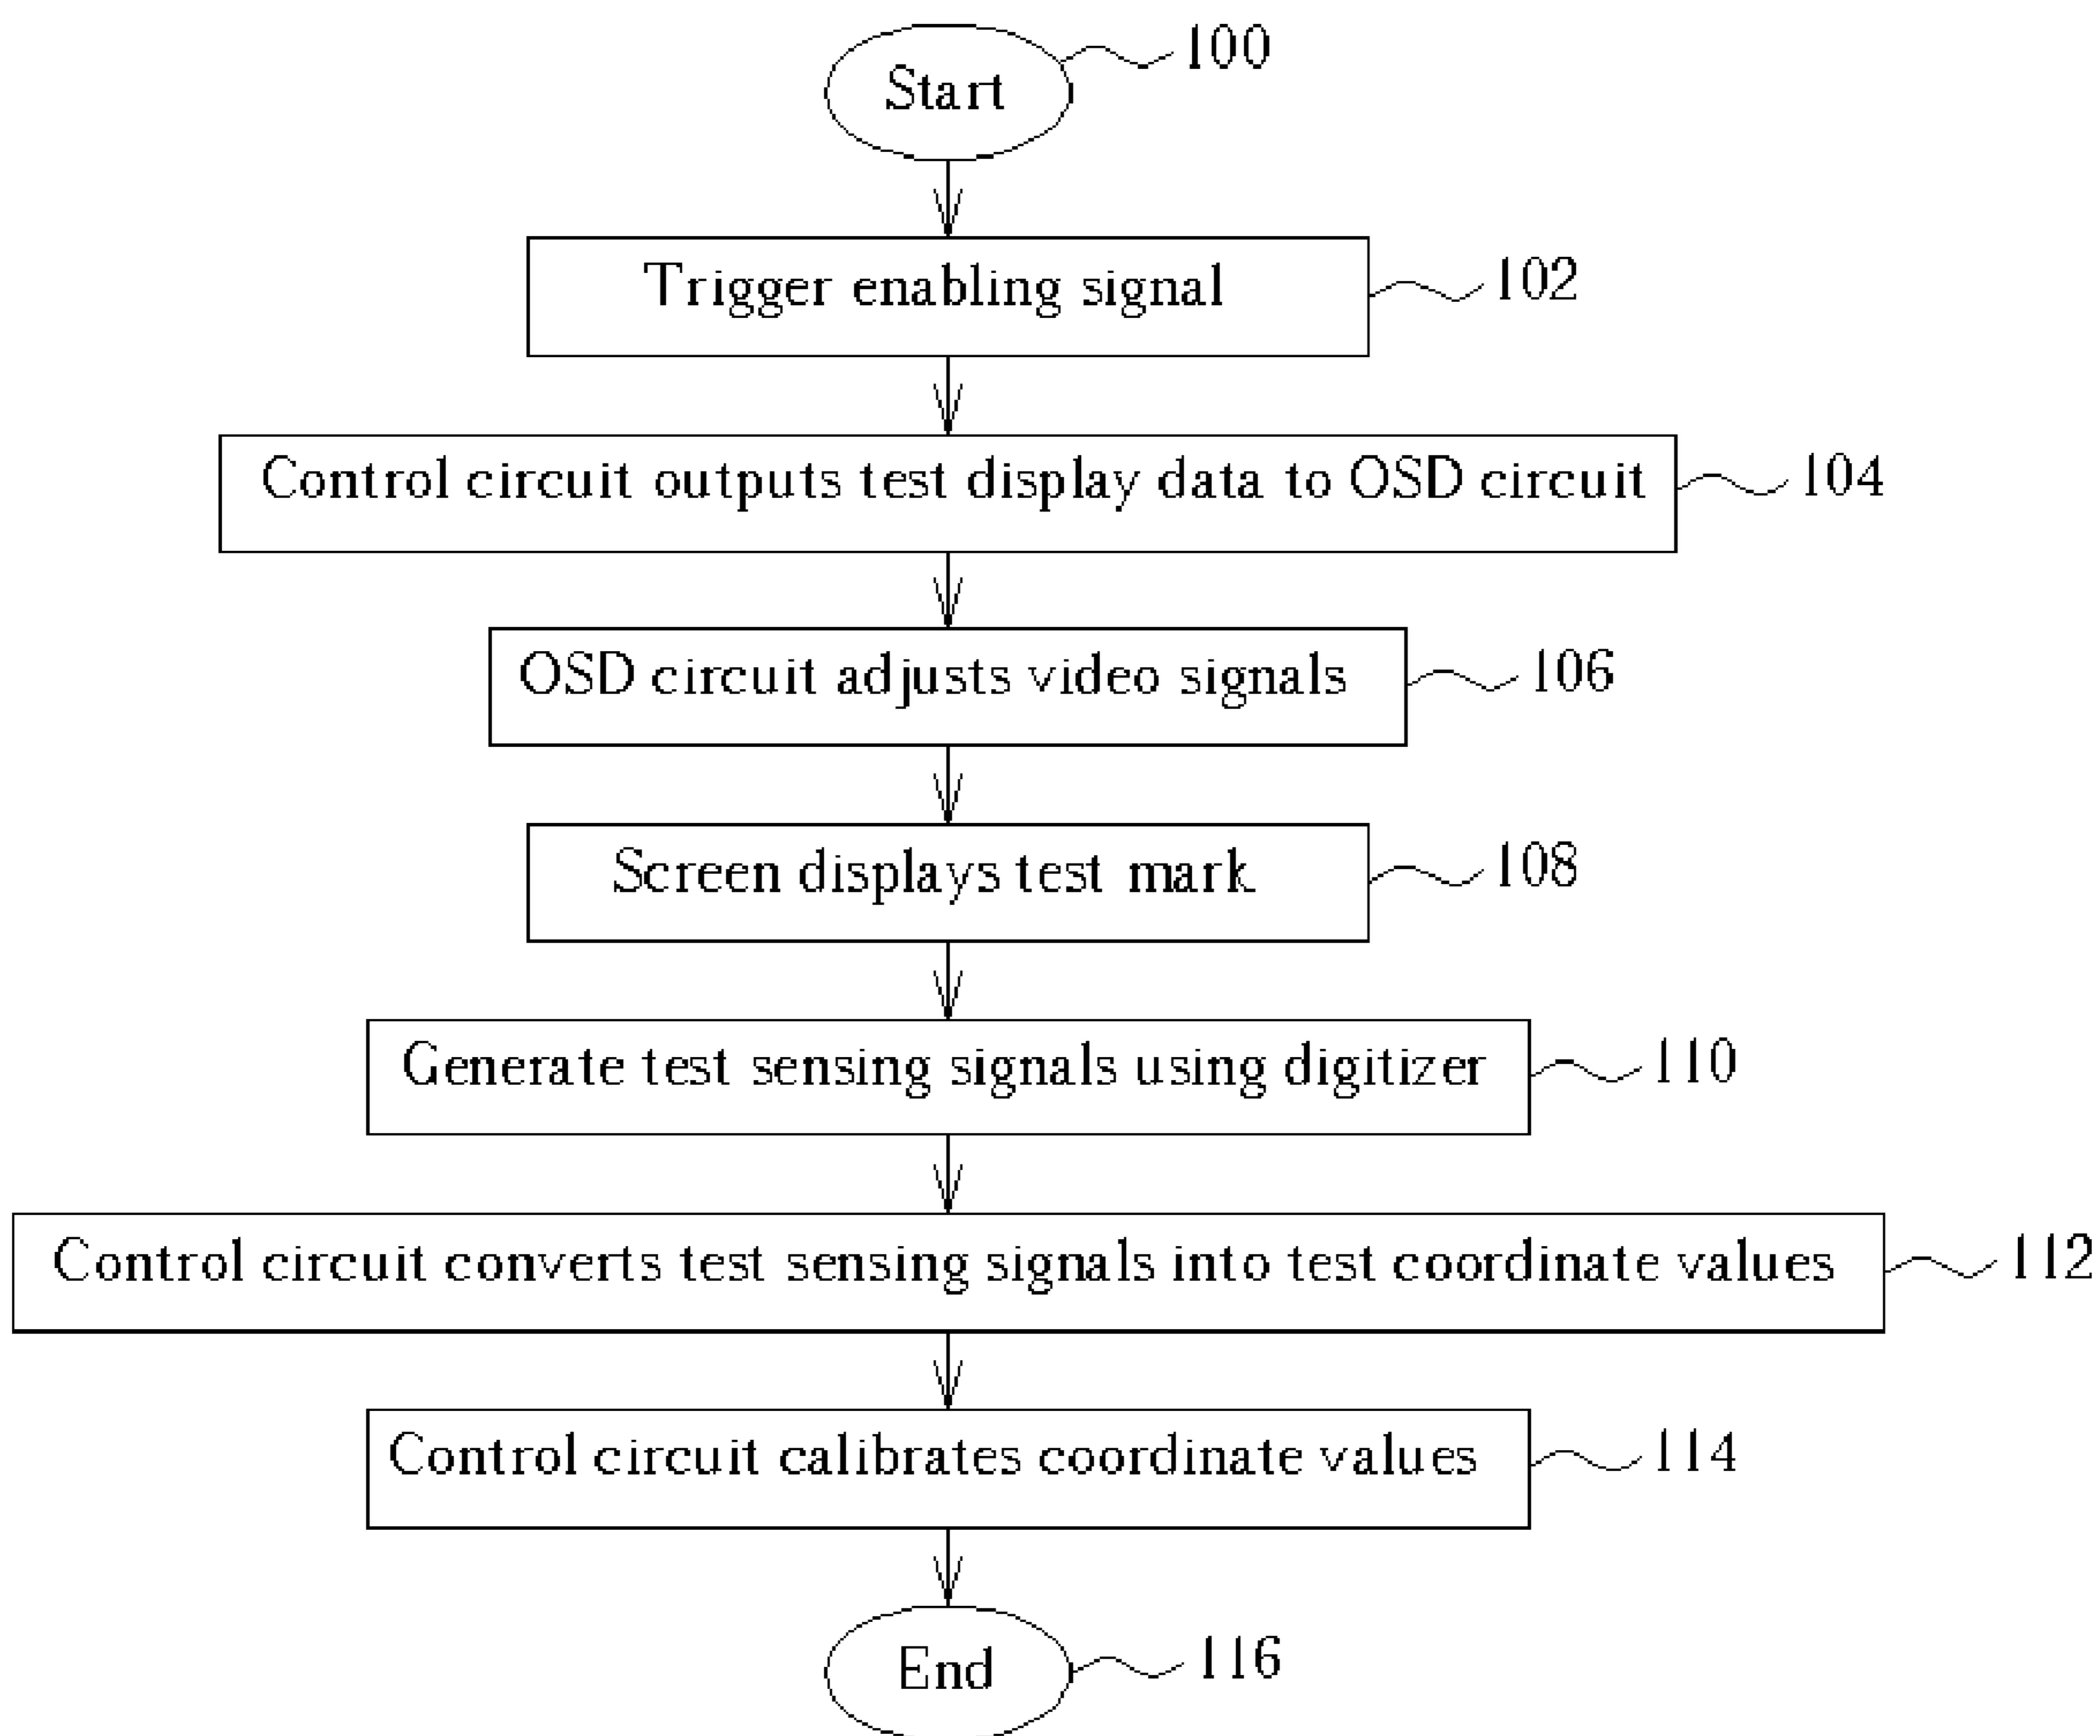 Start 100
Trigger enabling signal 102
Control circuit outputs test display data to OSD circuit 104
OSD circuit adjusts video signals 106
Screen displays test mark 108
Generate test sensing signals using digitizer 110
Control circuit converts test sensing signals into test coordinate values 112
Control circuit calibrates coordinate values 114
End 116